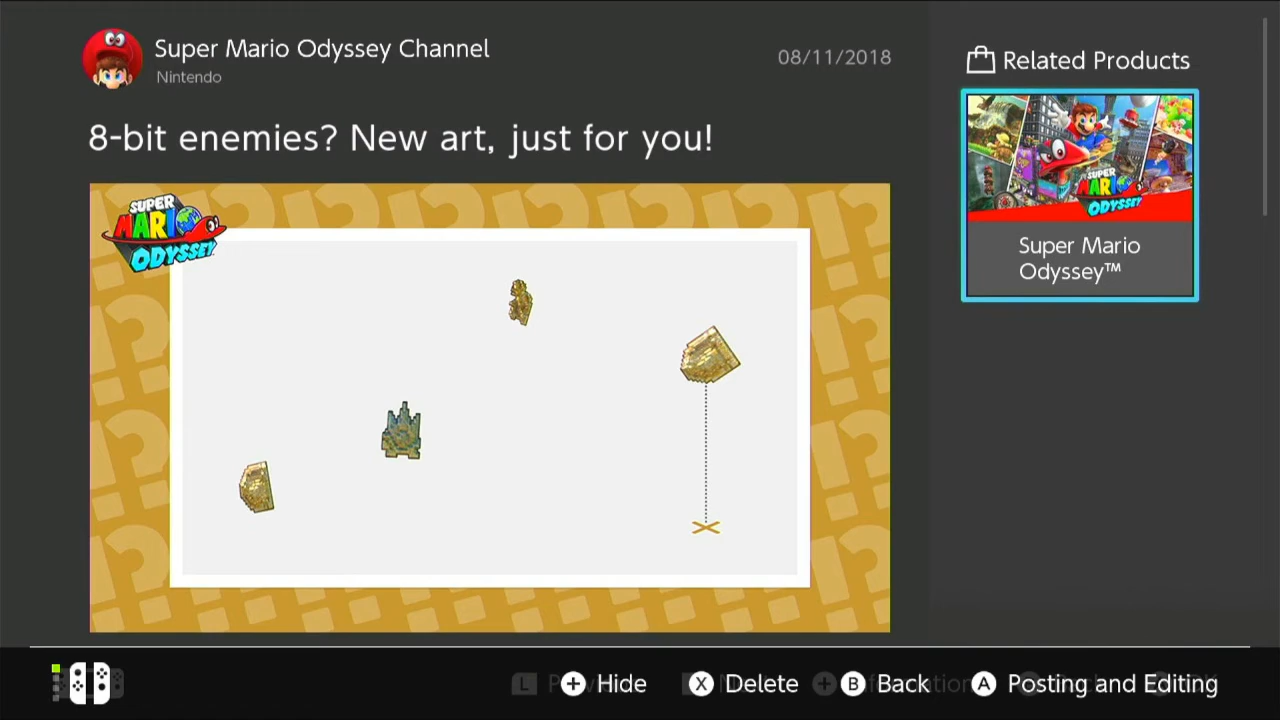 Super Mario Odyssey Channel
Nintendo
08/11/2018
8-bit enemies? New art, just for you!
SUPER
MARIO
ODYSSEY
Related Products
SUPER
MARIO
ODYSSEY
Super Mario
Odyssey™
L
+ Hide
X Delete
B Back
A Posting and Editing